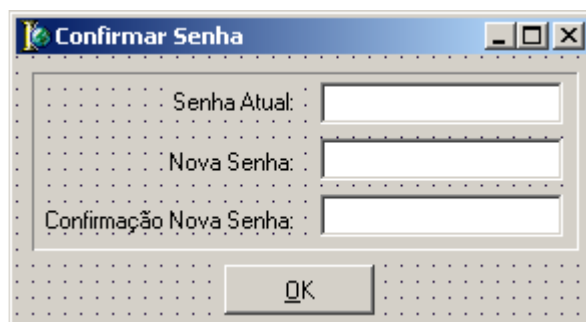 Confirmar Senha
Senha Atual:
Nova Senha:
Confirmação Nova Senha:
OK